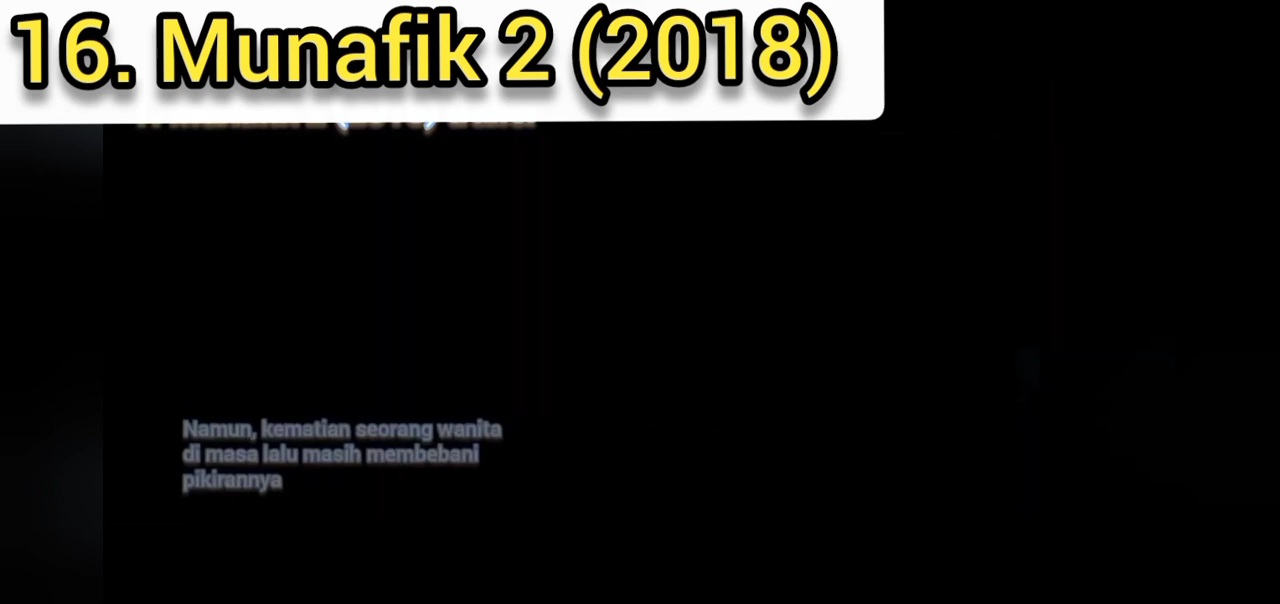 16. Munafik 2 (2018)
Namun, kematian seorang wanita
di masa lalu masih membebani
pikirannya